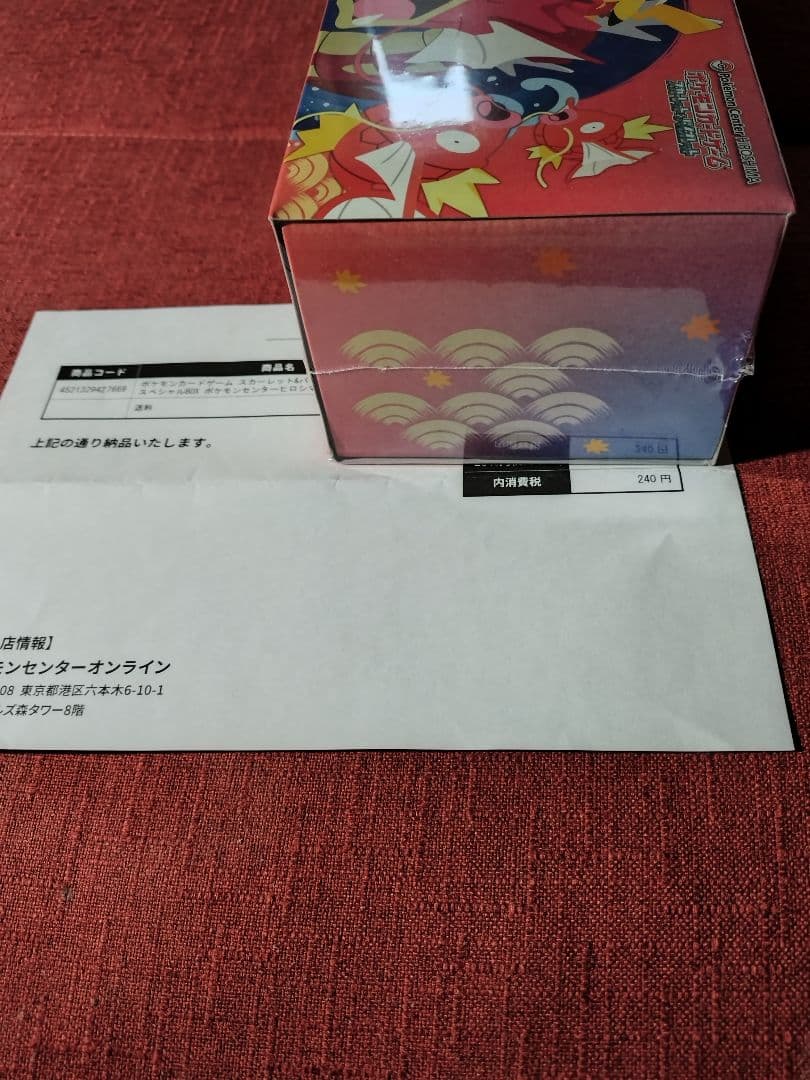 Pokémon Center HIROSHIMA
ポケモンカードゲーム
商品コード 商品名
4521329427669 ポケモンカードゲーム スカーレット&バ
スペシャルBOX ポケモンセンターヒロシマ
送料
上記の通り納品いたします。
240 円
内消費税 240 円
店情報】
モンセンターオンライン
08 東京都港区六本木6-10-1
ルズ森タワー8階